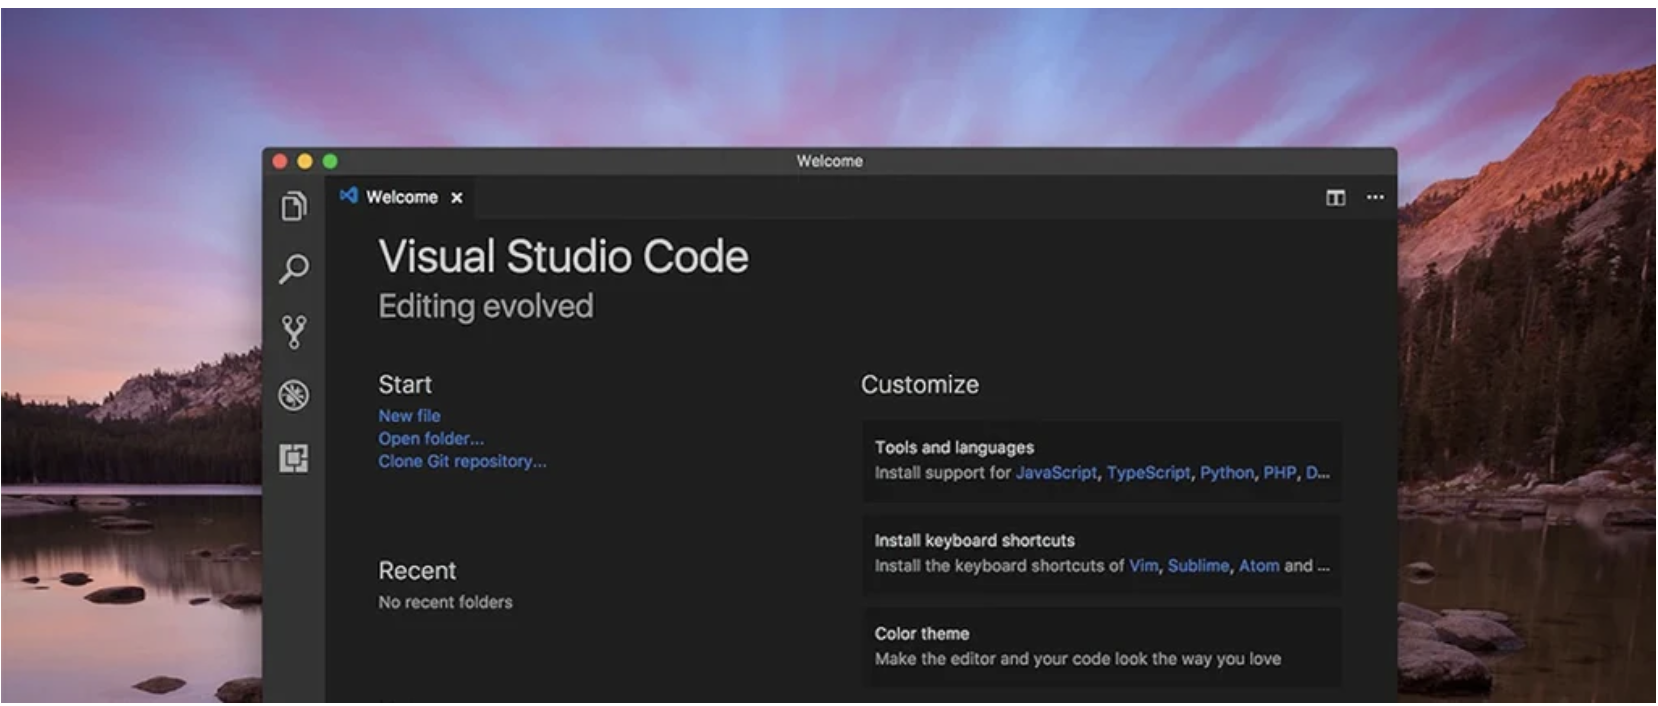 Welcome
Welcome ×
Visual Studio Code
Editing evolved
Start
New file
Open folder...
Clone Git repository...
Recent
No recent folders
Customize
Tools and languages
Install support for JavaScript, TypeScript, Python, PHP, D...
Install keyboard shortcuts
Install the keyboard shortcuts of Vim, Sublime, Atom and ...
Color theme
Make the editor and your code look the way you love